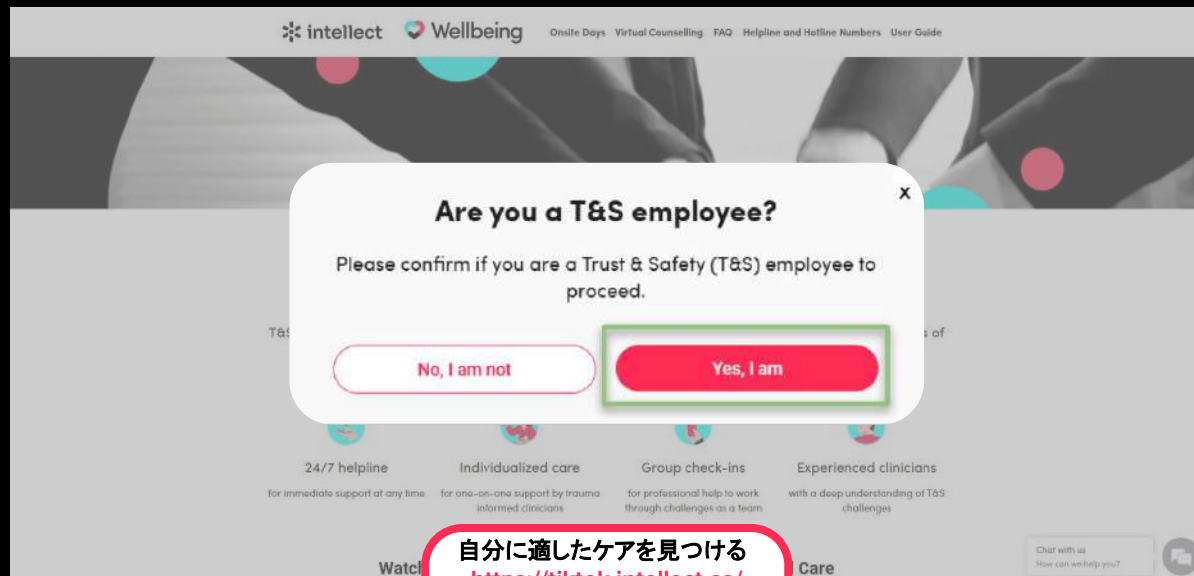 intellect Wellbeing Onsite Days Virtual Counselling FAQ Helpline and Hotline Numbers User Guide
x
Are you a T&S employee?
Please confirm if you are a Trust & Safety (T&S) employee to
proceed.
T&S
s of
No, I am not
Yes, I am
24/7 helpline
for immediate support at any time
Individualized care
for one-on-one support by trauma
informed clinicians
Group check-ins
for professional help to work
through challenges as a team
Experienced clinicians
with a deep understanding of T&S
challenges
自分に適したケアを見つける
Watch
Care
Chat with us
How can we help you?